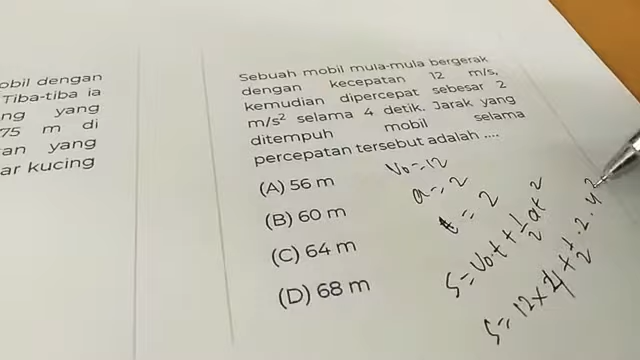 obil dengan
Tiba-tiba ia
ng yang
75 m di
an yang
ar kucing
Sebuah mobil mula-mula bergerak
dengan kecepatan 12 m/s,
kemudian dipercepat sebesar 2
m/s² selama 4 detik. Jarak yang
ditempuh mobil selama
percepatan tersebut adalah ....
(A) 56 m
(B) 60 m
(C) 64 m
(D) 68 m
V₀ = 12
a = 2
t = 2
S = V₀.t + 1/2 at²
S = 12 × 4 + 1/2 . 2 . 4²